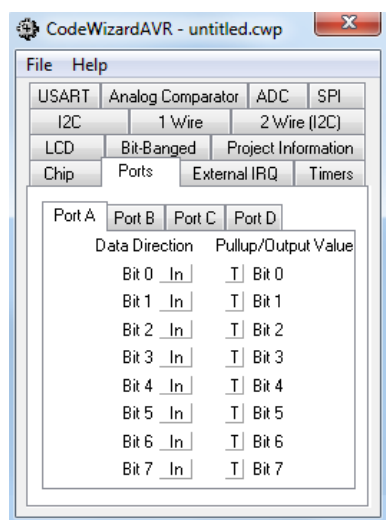 CodeWizardAVR - untitled.cwp
File Help
USART Analog Comparator ADC SPI
I2C 1 Wire 2 Wire (I2C)
LCD Bit-Banged Project Information
Chip Ports External IRQ Timers
Port A Port B Port C Port D
Data Direction Pullup/Output Value
Bit 0 In T Bit 0
Bit 1 In T Bit 1
Bit 2 In T Bit 2
Bit 3 In T Bit 3
Bit 4 In T Bit 4
Bit 5 In T Bit 5
Bit 6 In T Bit 6
Bit 7 In T Bit 7